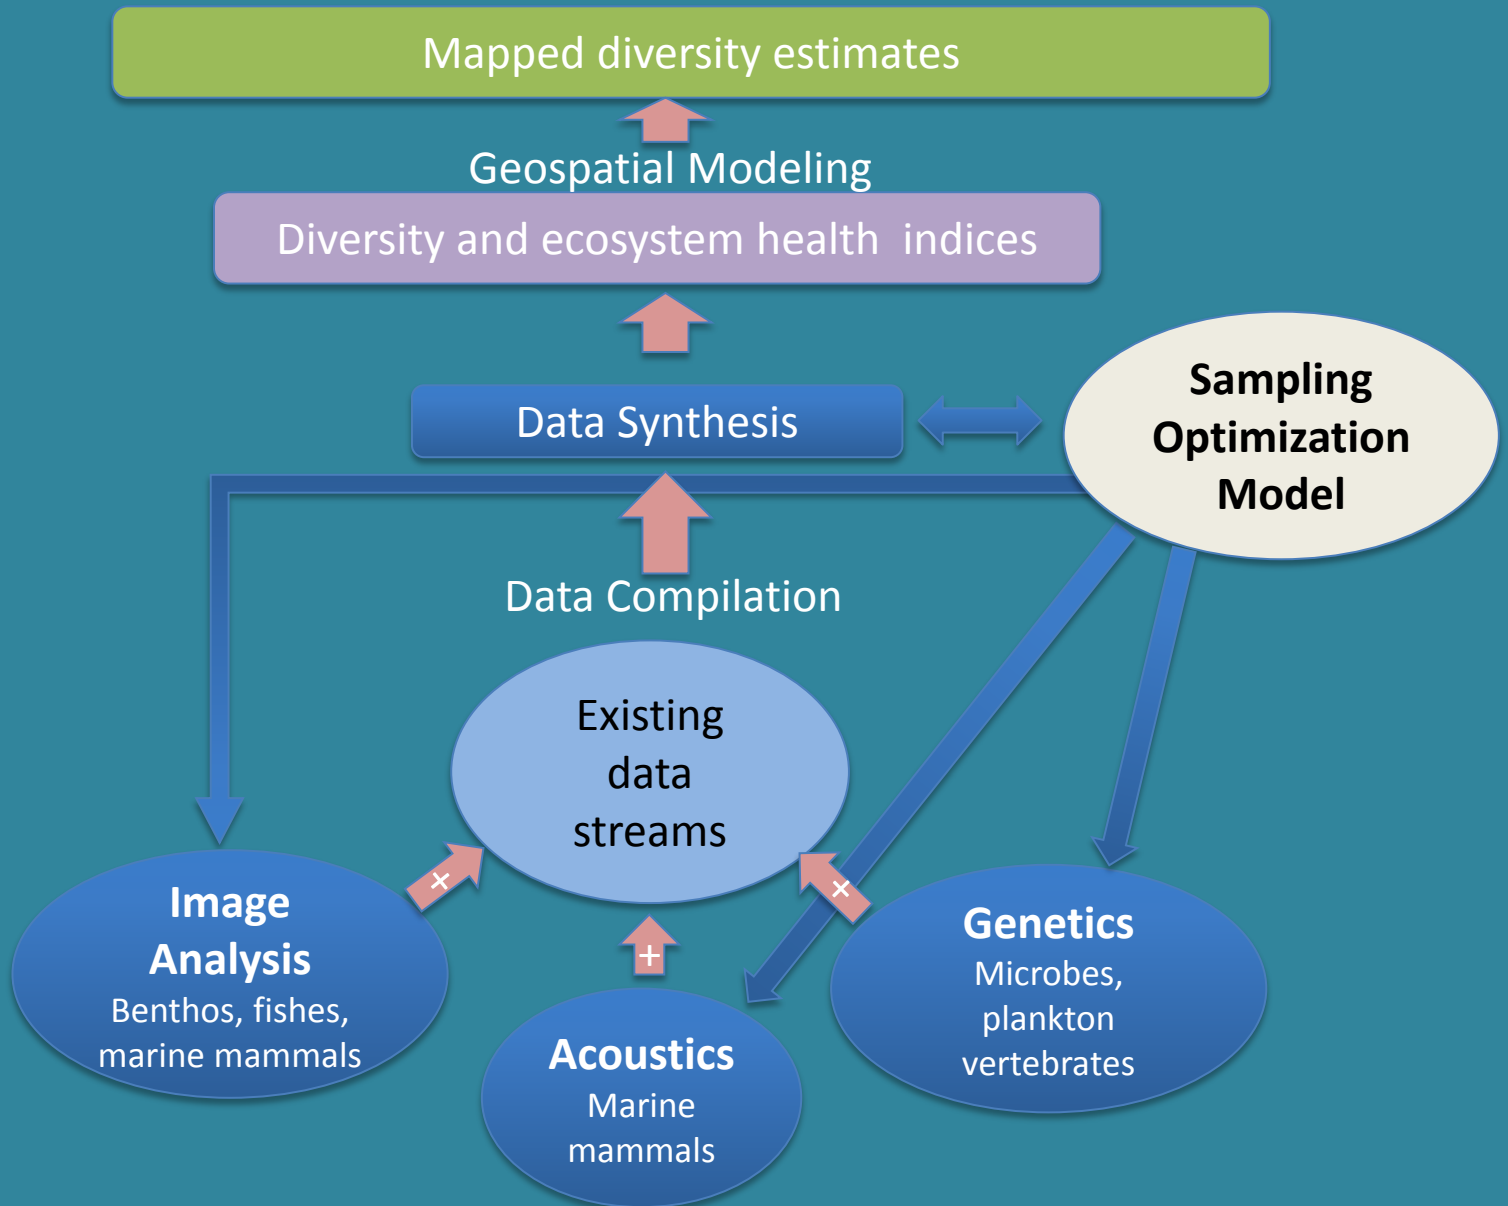 Mapped diversity estimates
Geospatial Modeling
Diversity and ecosystem health  indices
Data Synthesis
Sampling
Optimization
Model
Data Compilation
Existing
data
streams
+
+
+
Image
Analysis
Benthos, fishes,
marine mammals
Acoustics
Marine
mammals
Genetics
Microbes,
plankton
vertebrates